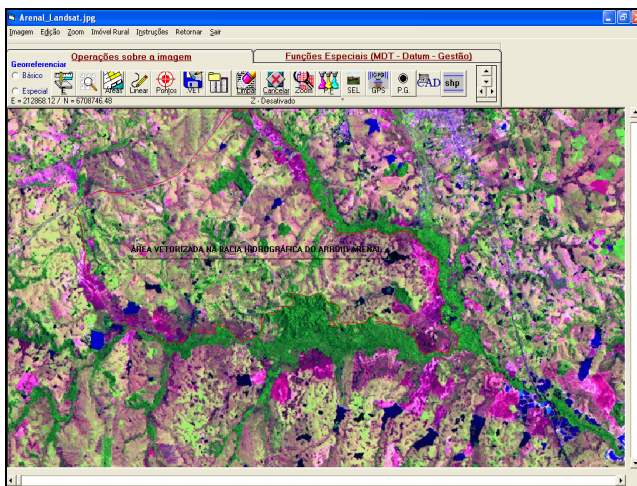 Arenal_Landsat.jpg
Imagem Edição Zoom Imóvel Rural Instruções Retornar Sair
Operações sobre a imagem
Funções Especiais (MDT - Datum - Gestão)
Georreferenciar
Básico
Especial
Áreas Linear Pontos .VET Limpar Cancelar Zoom P.F. SEL GPS P.G. CAD shp
E = 212868.12 / N = 6708746.48
Z - Desativado
ÁREA VETORIZADA NA BACIA HIDROGRÁFICA DO ARROIO ARENAL